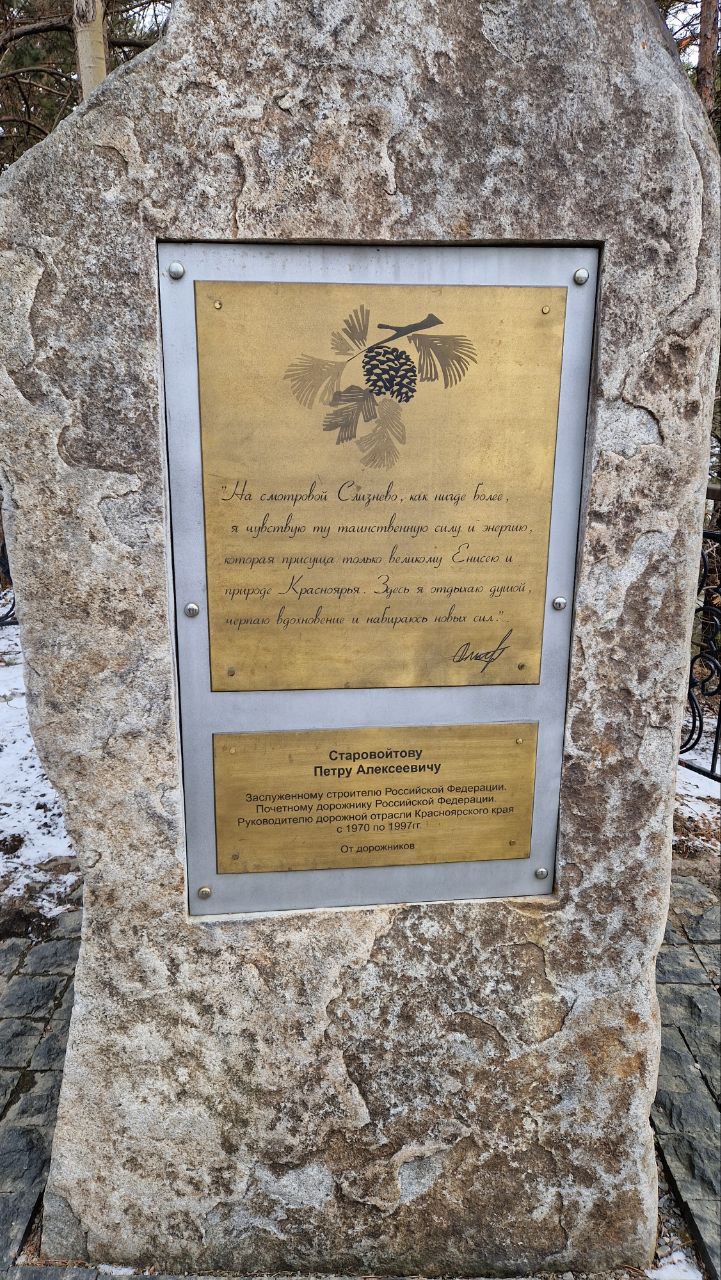 "На смотровой Слизнево, как нигде более,
я чувствую ту таинственную силу и энергию,
которая присуща только великому Енисею и
природе Красноярья. Здесь я отдыхаю душой,
черпаю вдохновение и набираюсь новых сил.".
Старовойтову
Петру Алексеевичу
Заслуженному строителю Российской Федерации.
Почетному дорожнику Российской Федерации.
Руководителю дорожной отрасли Красноярского края
с 1970 по 1997гг.
От дорожников